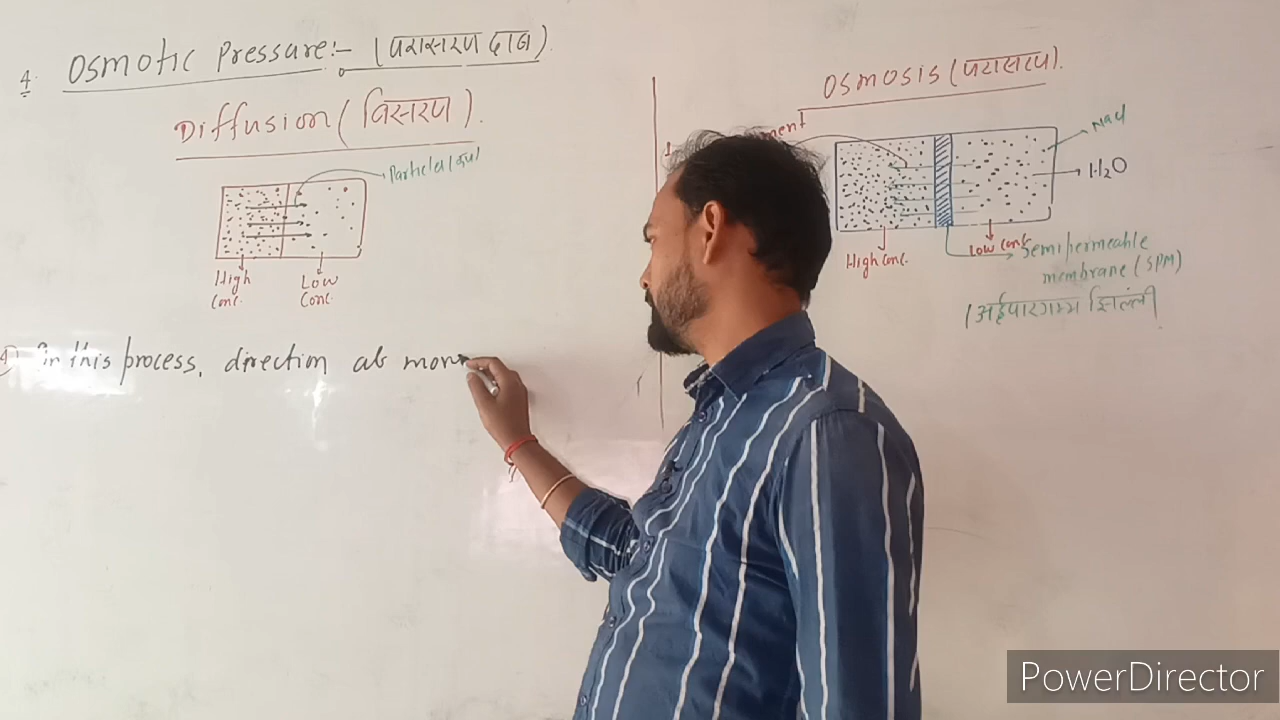 4. Osmotic Pressure:- (परासरण दाब).
Diffusion (विसरण).
Particle (कण)
High
Conc.
Low
Conc.
Osmosis (परासरण).
ment
Nacl
H2O
High Conc.
Low Conc.
Semipermeable
membrane (SPM)
(अर्द्धपारगम्य झिल्ली)
In this process, direction of
PowerDirector